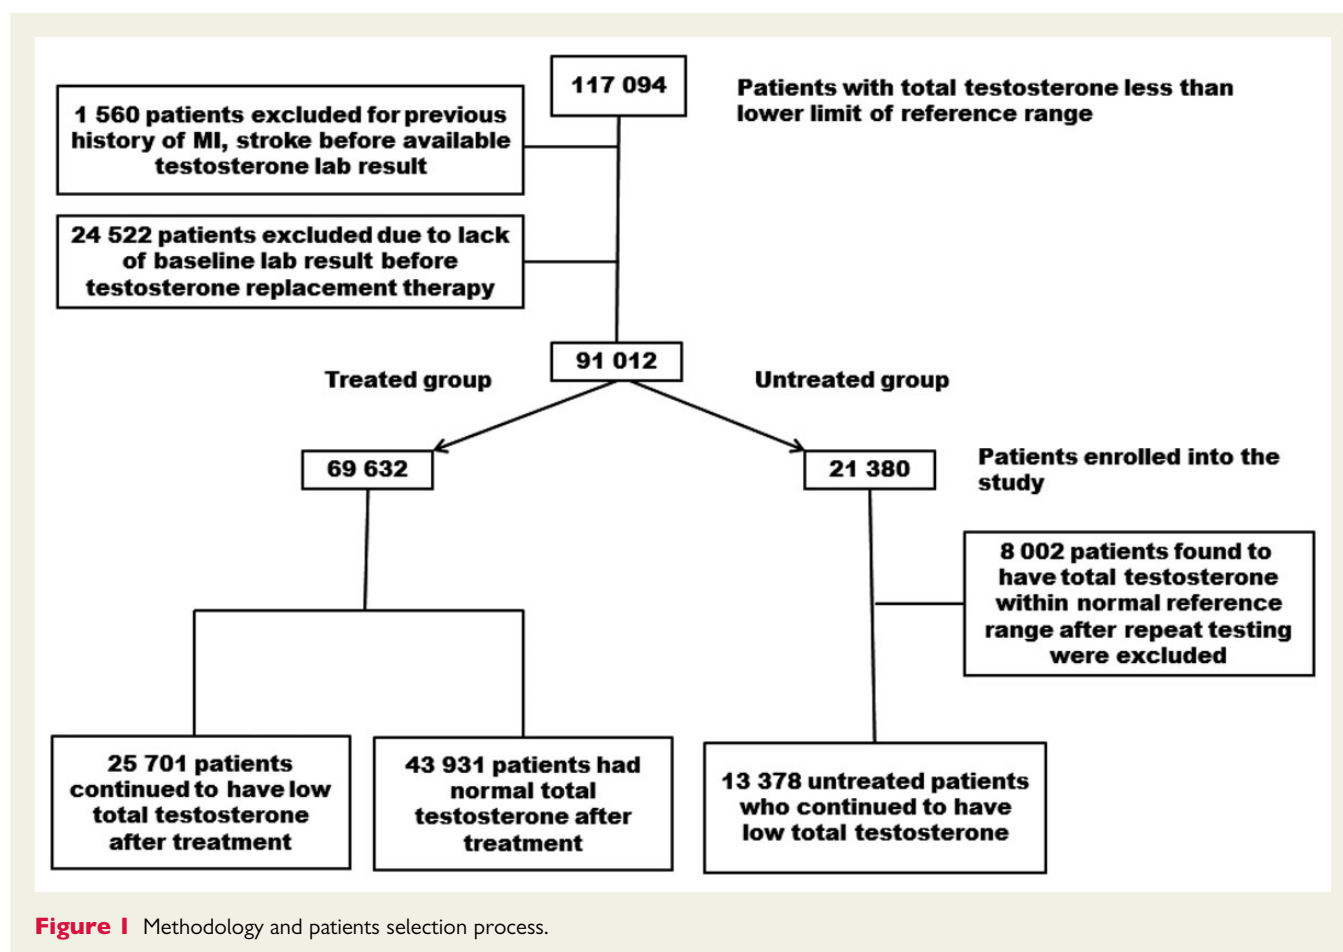 117 094
Patients with total testosterone less than
lower limit of reference range
1 560 patients excluded for previous
history of MI, stroke before available
testosterone lab result
24 522 patients excluded due to lack
of baseline lab result before
testosterone replacement therapy
91 012
Treated group
Untreated group
69 632
21 380
Patients enrolled into the
study
8 002 patients found to
have total testosterone
within normal reference
range after repeat testing
were excluded
25 701 patients
continued to have low
total testosterone
after treatment
43 931 patients had
normal total
testosterone after
treatment
13 378 untreated patients
who continued to have
low total testosterone
Figure 1 Methodology and patients selection process.